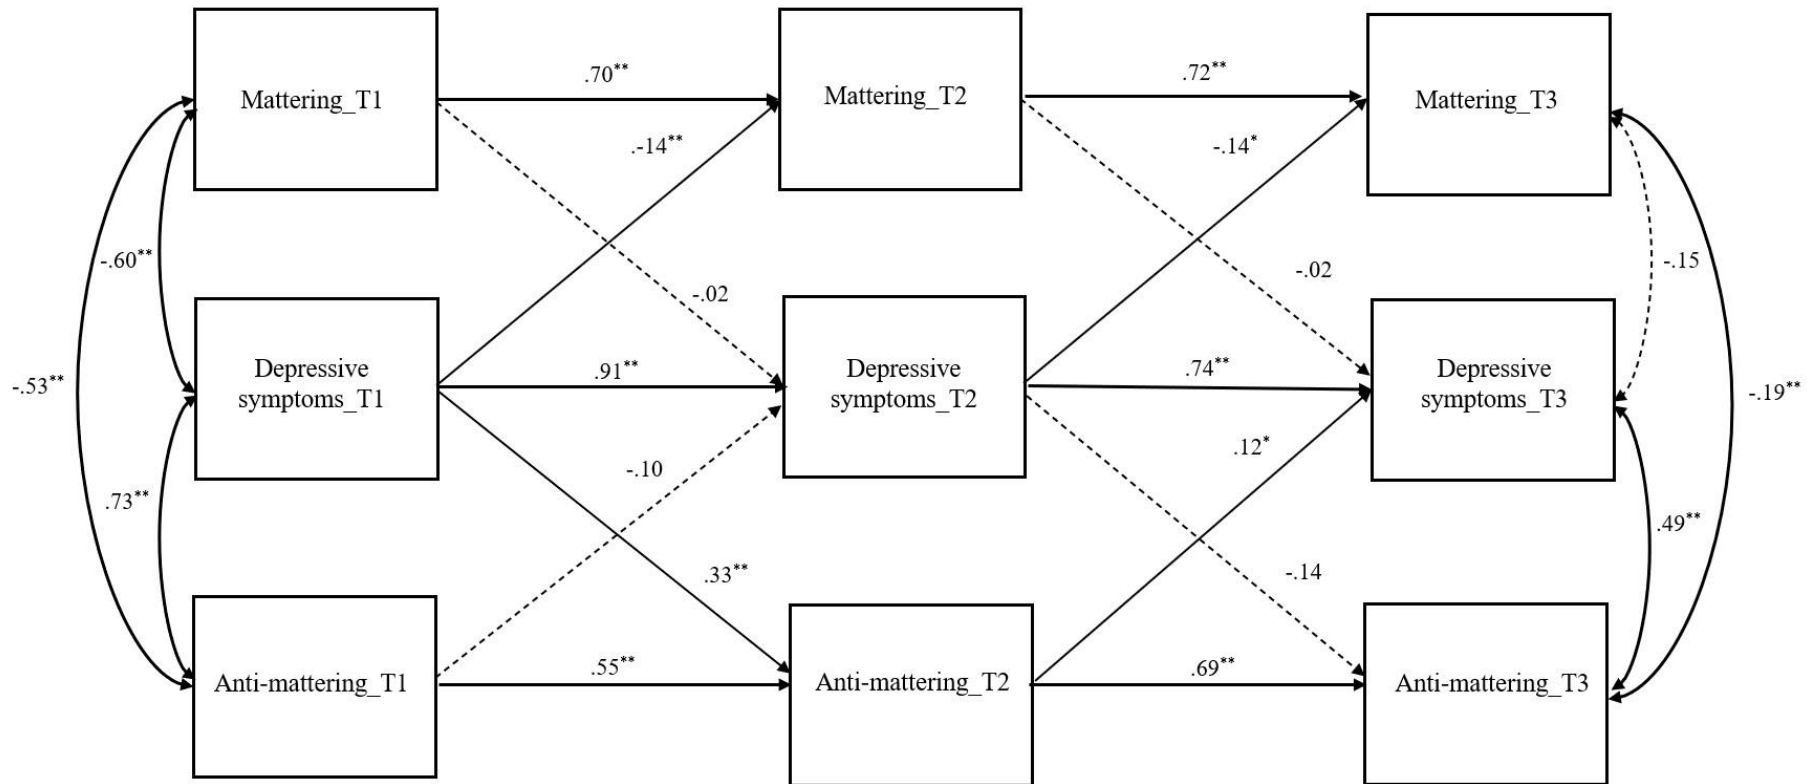 .70**
.72**
Mattering_T1
Mattering_T2
Mattering_T3
.-14**
-.14*
-.60**
-.02
-.02
-.15
Depressive
symptoms_T1
.91**
Depressive
symptoms_T2
.74**
Depressive
symptoms_T3
-.53**
-.19**
.73**
-.10
.12*
.49**
.33**
-.14
Anti-mattering_T1
.55**
Anti-mattering_T2
.69**
Anti-mattering_T3